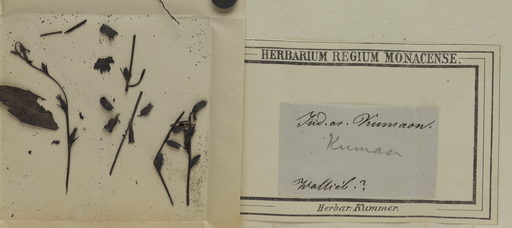 HERBARIUM REGIUM MONACENSE.
Ind. or. Kumaon.
Kumaon
Wallich.?
Herbar: Kummer.